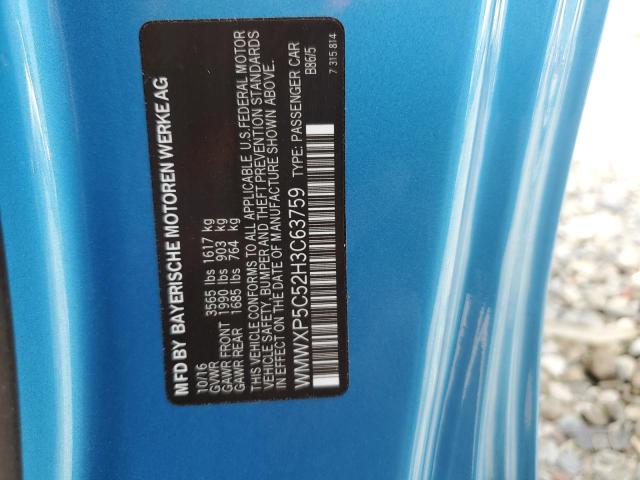 MFD BY BAYERISCHE MOTOREN WERKE AG
10/16
GVWR 3565 lbs 1617 kg
GAWR FRONT 1990 lbs 903 kg
GAWR REAR 1685 lbs 764 kg
THIS VEHICLE CONFORMS TO ALL APPLICABLE U.S. FEDERAL MOTOR
VEHICLE SAFETY, BUMPER AND THEFT PREVENTION STANDARDS
IN EFFECT ON THE DATE OF MANUFACTURE SHOWN ABOVE.
WMWXP5C52H3C63759 TYPE: PASSENGER CAR
B86/5
7 315 814